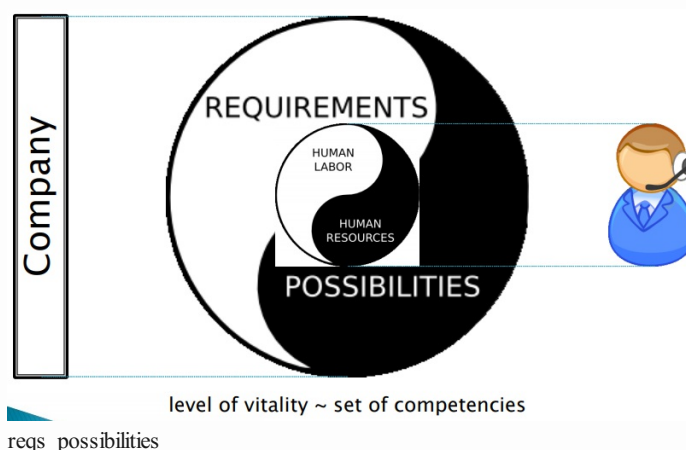 Company
REQUIREMENTS
HUMAN
LABOR
HUMAN
RESOURCES
POSSIBILITIES
level of vitality ~ set of competencies
reqs possibilities